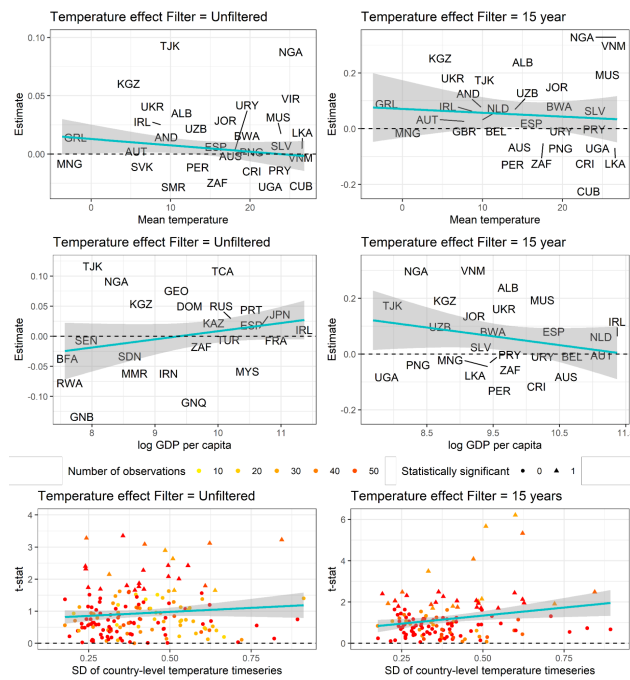 Temperature effect Filter = Unfiltered
Estimate
0.10
0.05
0.00
TJK
NGA
KGZ
VIR
UKR
URY
ALB
IRL
JOR
MUS
UZB
LKA
GRL
AND
BWA
ESP
SLV
AUT
PNG
AUS
VNM
MNG
SVK
PER
CRI
PRY
SMR
ZAF
UGA
CUB
0
10
20
Mean temperature
Temperature effect Filter = 15 year
Estimate
0.2
0.0
-0.2
NGA
VNM
KGZ
ALB
UKR
TJK
MUS
AND
UZB
JOR
GRL
IRL
NLD
BWA
SLV
AUT
ESP
MNG
GBR
BEL
URY
PRY
AUS
PNG
UGA
PER
ZAF
CRI
LKA
CUB
0
10
20
Mean temperature
Temperature effect Filter = Unfiltered
Estimate
0.10
0.05
0.00
-0.05
-0.10
TJK
TCA
NGA
GEO
KGZ
DOM
RUS
PRT
JPN
KAZ
ESP
IRL
SEN
TUR
FRA
ZAF
BFA
SDN
RWA
MMR
IRN
MYS
GNQ
GNB
8
9
10
11
log GDP per capita
Temperature effect Filter = 15 year
Estimate
0.2
0.0
-0.2
NGA
VNM
ALB
TJK
KGZ
MUS
UKR
JOR
UZB
BWA
ESP
IRL
SLV
NLD
MNG
PRY
URY
BEL
AUT
PNG
UGA
LKA
ZAF
AUS
PER
CRI
8.5
9.5
10.5
11.
log GDP per capita
Number of observations 10 20 30 40 50 Statistically significant 0 1
Temperature effect Filter = Unfiltered
t-stat
4
3
2
1
0
0.25
0.50
0.75
SD of country-level temperature timeseries
Temperature effect Filter = 15 years
t-stat
6
4
2
0
0.25
0.50
0.75
SD of country-level temperature timeseries